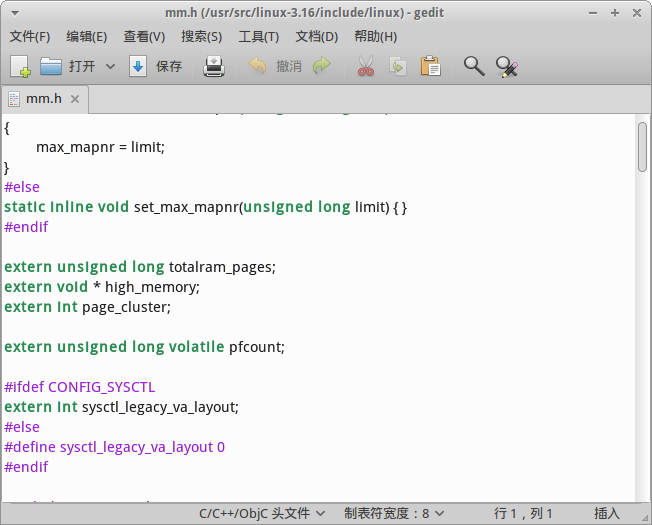 mm.h (/usr/src/linux-3.16/include/linux) - gedit
文件(F) 编辑(E) 查看(V) 搜索(S) 工具(T) 文档(D) 帮助(H)
打开 保存 撤消
mm.h
{
max_mapnr = limit;
}
#else
static inline void set_max_mapnr(unsigned long limit) { }
#endif
extern unsigned long totalram_pages;
extern void * high_memory;
extern int page_cluster;
extern unsigned long volatile pfcount;
#ifdef CONFIG_SYSCTL
extern int sysctl_legacy_va_layout;
#else
#define sysctl_legacy_va_layout 0
#endif
C/C++/ObjC 头文件 制表符宽度：8 行 1，列 1 插入